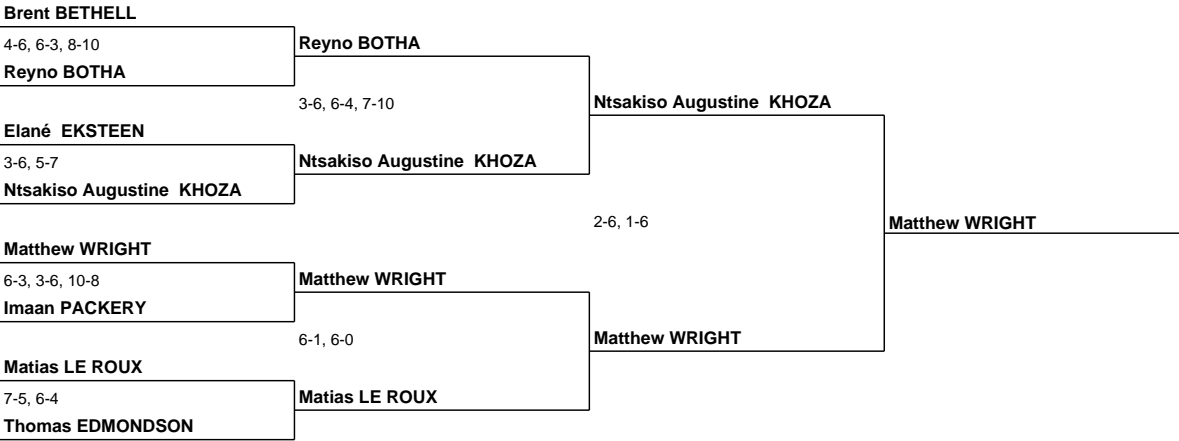 Brent BETHELL
4-6, 6-3, 8-10
Reyno BOTHA
Reyno BOTHA
3-6, 6-4, 7-10
Ntsakiso Augustine  KHOZA
Elané  EKSTEEN
3-6, 5-7
Ntsakiso Augustine  KHOZA
Ntsakiso Augustine  KHOZA
2-6, 1-6
Matthew WRIGHT
Matthew WRIGHT
6-3, 3-6, 10-8
Imaan PACKERY
Matthew WRIGHT
6-1, 6-0
Matthew WRIGHT
Matias LE ROUX
7-5, 6-4
Thomas EDMONDSON
Matias LE ROUX